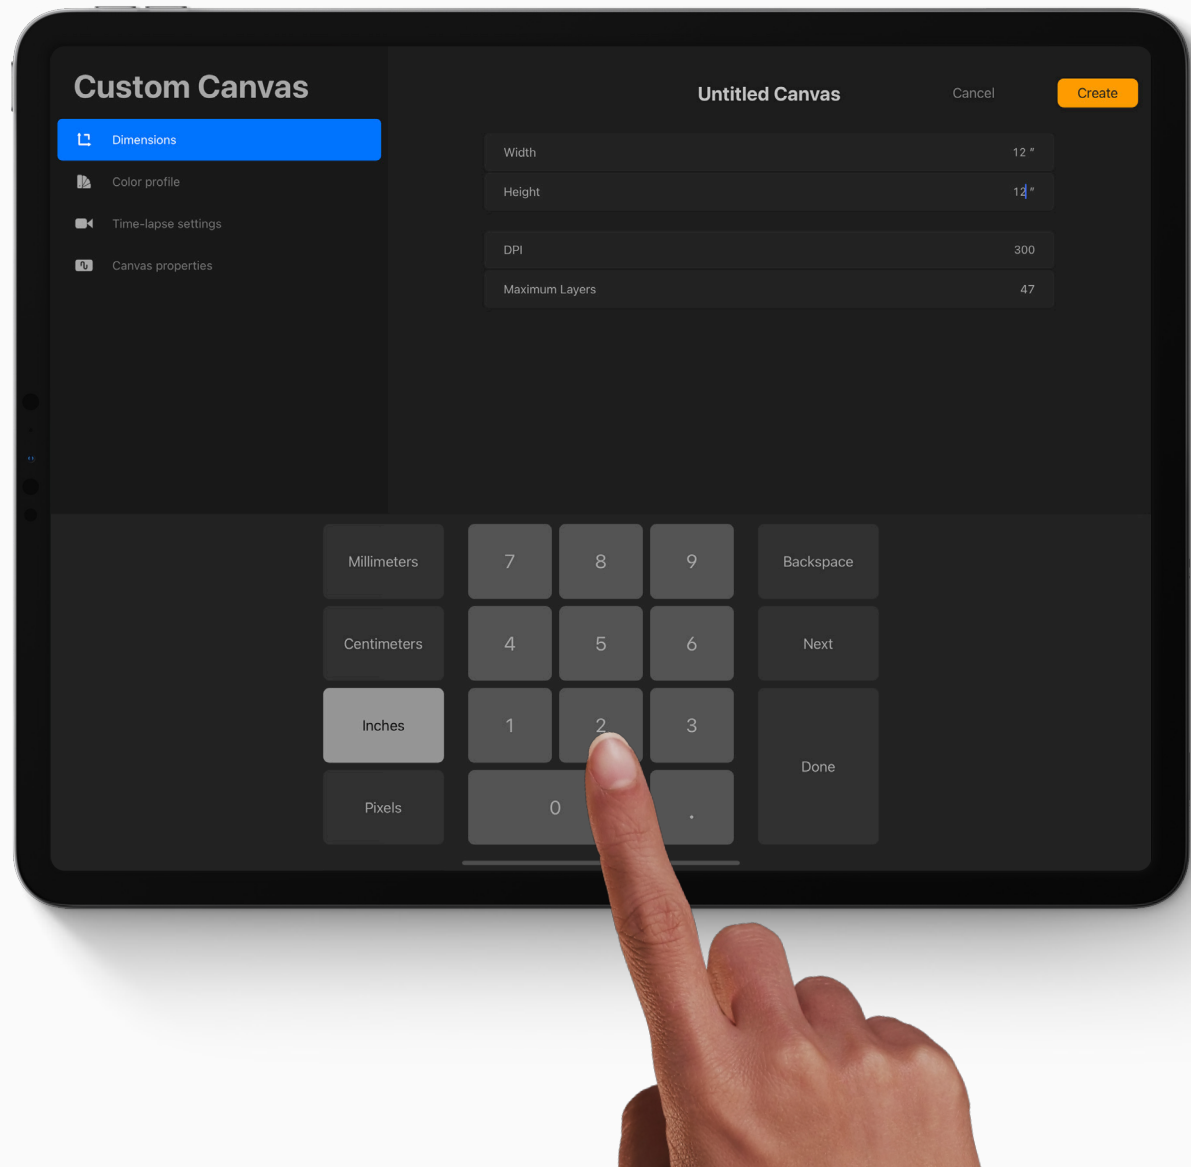 Custom Canvas
Dimensions
Color profile
Time-lapse settings
Canvas properties
Untitled Canvas
Cancel
Create
Width 12 "
Height 12 "
DPI 300
Maximum Layers 47
Millimeters 7 8 9 Backspace
Centimeters 4 5 6 Next
Inches 1 2 3
Done
Pixels 0 .